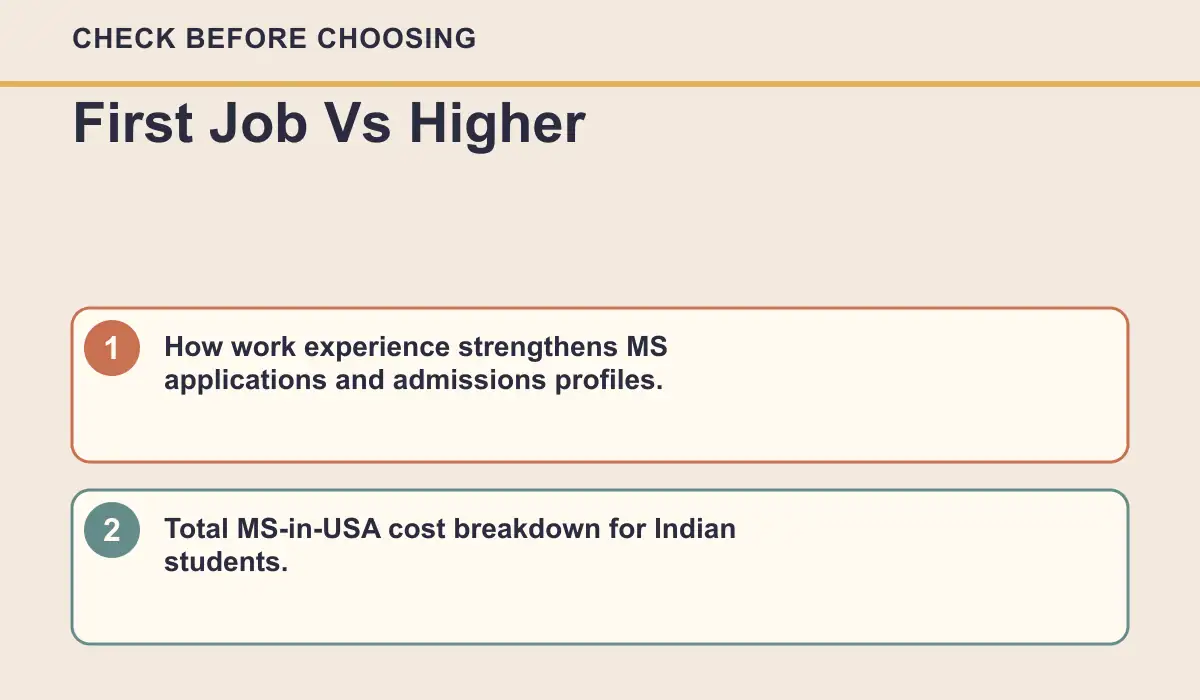 CHECK BEFORE CHOOSING
First Job Vs Higher
1
How work experience strengthens MS
applications and admissions profiles.
2
Total MS-in-USA cost breakdown for Indian
students.